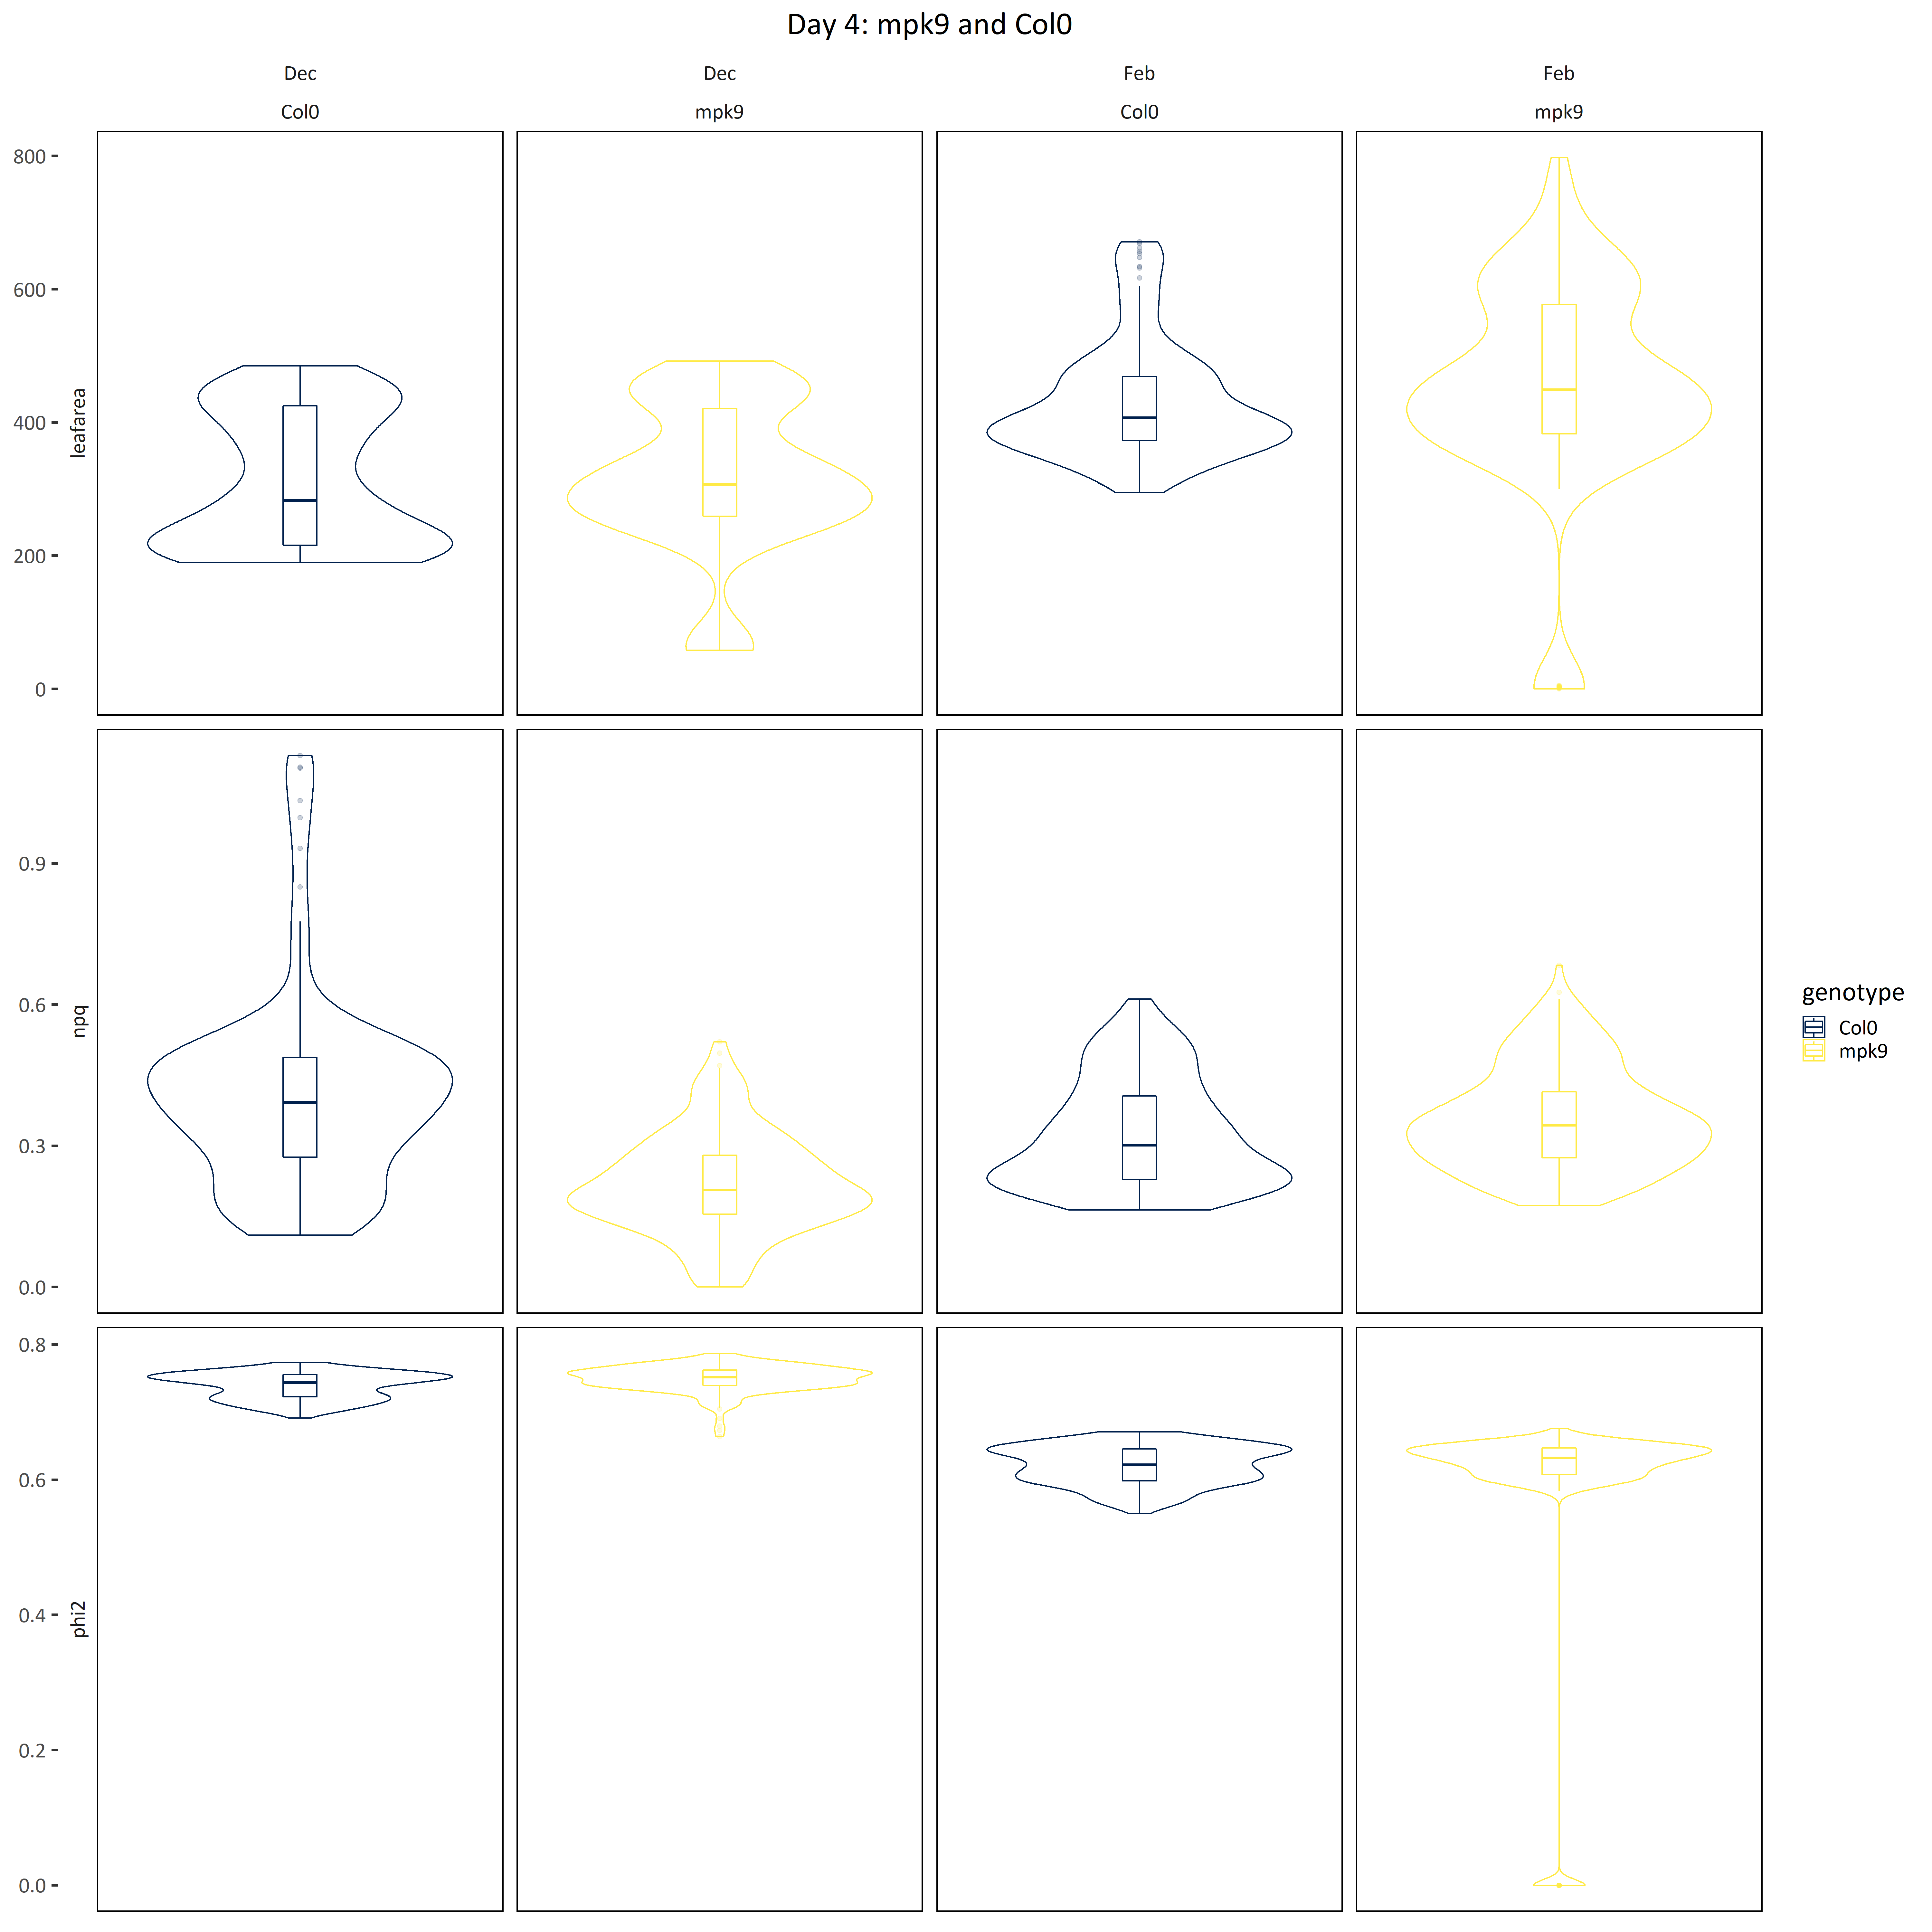 Day 4: mpk9 and Col0
Dec Dec Feb Feb
Col0 mpk9 Col0 mpk9
800
600
400
200
0
leafarea
0.9
0.6
0.3
0.0
npq
genotype
Col0
mpk9
0.8
0.6
0.4
0.2
0.0
phi2